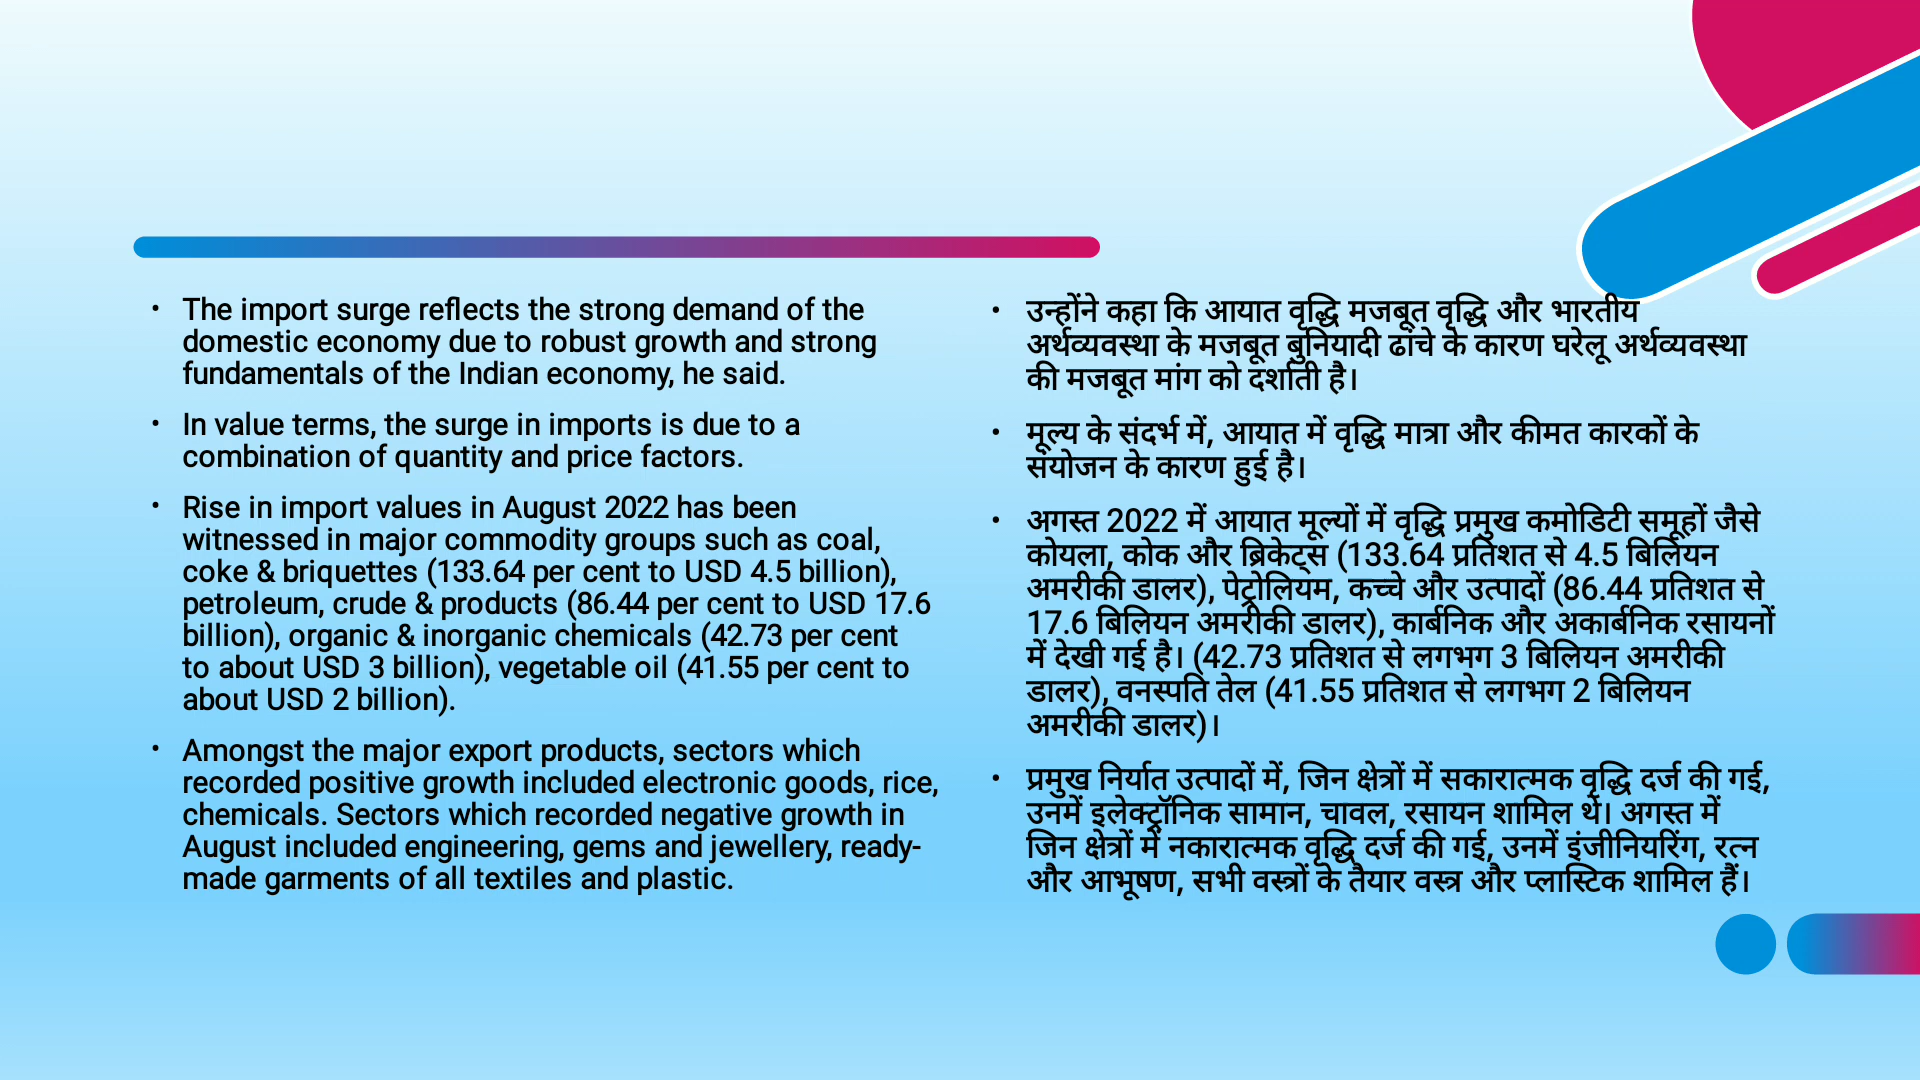 • The import surge reflects the strong demand of the
domestic economy due to robust growth and strong
fundamentals of the Indian economy, he said.
• In value terms, the surge in imports is due to a
combination of quantity and price factors.
• Rise in import values in August 2022 has been
witnessed in major commodity groups such as coal,
coke & briquettes (133.64 per cent to USD 4.5 billion),
petroleum, crude & products (86.44 per cent to USD 17.6
billion), organic & inorganic chemicals (42.73 per cent
to about USD 3 billion), vegetable oil (41.55 per cent to
about USD 2 billion).
• Amongst the major export products, sectors which
recorded positive growth included electronic goods, rice,
chemicals. Sectors which recorded negative growth in
August included engineering, gems and jewellery, ready-
made garments of all textiles and plastic.
• उन्होंने कहा कि आयात वृद्धि मजबूत वृद्धि और भारतीय
अर्थव्यवस्था के मजबूत बुनियादी ढांचे के कारण घरेलू अर्थव्यवस्था
की मजबूत मांग को दर्शाती है।
• मूल्य के संदर्भ में, आयात में वृद्धि मात्रा और कीमत कारकों के
संयोजन के कारण हुई है।
• अगस्त 2022 में आयात मूल्यों में वृद्धि प्रमुख कमोडिटी समूहों जैसे
कोयला, कोक और ब्रिकेट्स (133.64 प्रतिशत से 4.5 बिलियन
अमरीकी डालर), पेट्रोलियम, कच्चे और उत्पादों (86.44 प्रतिशत से
17.6 बिलियन अमरीकी डालर), कार्बनिक और अकार्बनिक रसायनों
में देखी गई है। (42.73 प्रतिशत से लगभग 3 बिलियन अमरीकी
डालर), वनस्पति तेल (41.55 प्रतिशत से लगभग 2 बिलियन
अमरीकी डालर)।
• प्रमुख निर्यात उत्पादों में, जिन क्षेत्रों में सकारात्मक वृद्धि दर्ज की गई,
उनमें इलेक्ट्रॉनिक सामान, चावल, रसायन शामिल थे। अगस्त में
जिन क्षेत्रों में नकारात्मक वृद्धि दर्ज की गई, उनमें इंजीनियरिंग, रत्न
और आभूषण, सभी वस्त्रों के तैयार वस्त्र और प्लास्टिक शामिल हैं।